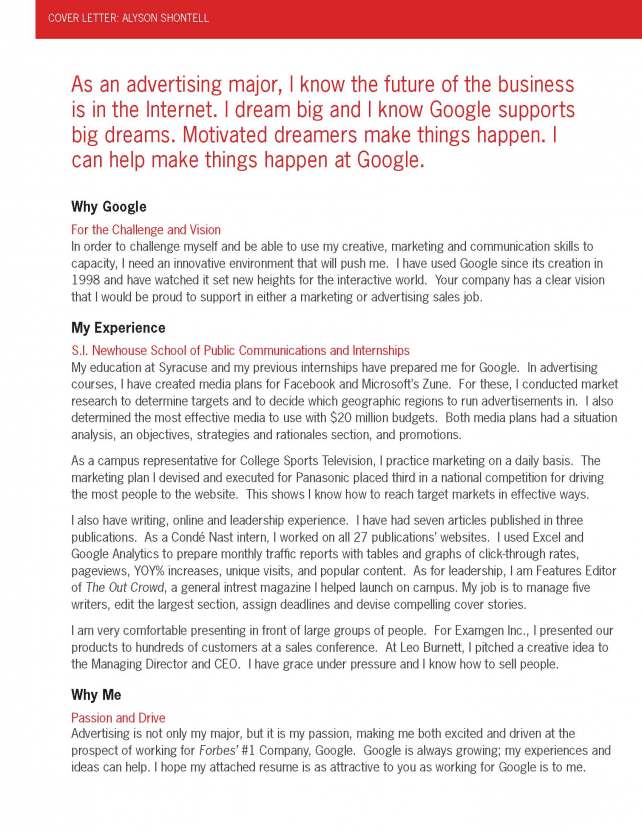 COVER LETTER: ALYSON SHONTELL
As an advertising major, I know the future of the business
is in the Internet. I dream big and I know Google supports
big dreams. Motivated dreamers make things happen. I
can help make things happen at Google.
Why Google
For the Challenge and Vision
In order to challenge myself and be able to use my creative, marketing and communication skills to
capacity, I need an innovative environment that will push me. I have used Google since its creation in
1998 and have watched it set new heights for the interactive world. Your company has a clear vision
that I would be proud to support in either a marketing or advertising sales job.
My Experience
S.I. Newhouse School of Public Communications and Internships
My education at Syracuse and my previous internships have prepared me for Google. In advertising
courses, I have created media plans for Facebook and Microsoft's Zune. For these, I conducted market
research to determine targets and to decide which geographic regions to run advertisements in. I also
determined the most effective media to use with $20 million budgets. Both media plans had a situation
analysis, an objectives, strategies and rationales section, and promotions.
As a campus representative for College Sports Television, I practice marketing on a daily basis. The
marketing plan I devised and executed for Panasonic placed third in a national competition for driving
the most people to the website. This shows I know how to reach target markets in effective ways.
I also have writing, online and leadership experience. I have had seven articles published in three
publications. As a Condé Nast intern, I worked on all 27 publications' websites. I used Excel and
Google Analytics to prepare monthly traffic reports with tables and graphs of click-through rates,
pageviews, YOY% increases, unique visits, and popular content. As for leadership, I am Features Editor
of The Out Crowd, a general intrest magazine I helped launch on campus. My job is to manage five
writers, edit the largest section, assign deadlines and devise compelling cover stories.
I am very comfortable presenting in front of large groups of people. For Examgen Inc., I presented our
products to hundreds of customers at a sales conference. At Leo Burnett, I pitched a creative idea to
the Managing Director and CEO. I have grace under pressure and I know how to sell people.
Why Me
Passion and Drive
Advertising is not only my major, but it is my passion, making me both excited and driven at the
prospect of working for Forbes' #1 Company, Google. Google is always growing; my experiences and
ideas can help. I hope my attached resume is as attractive to you as working for Google is to me.